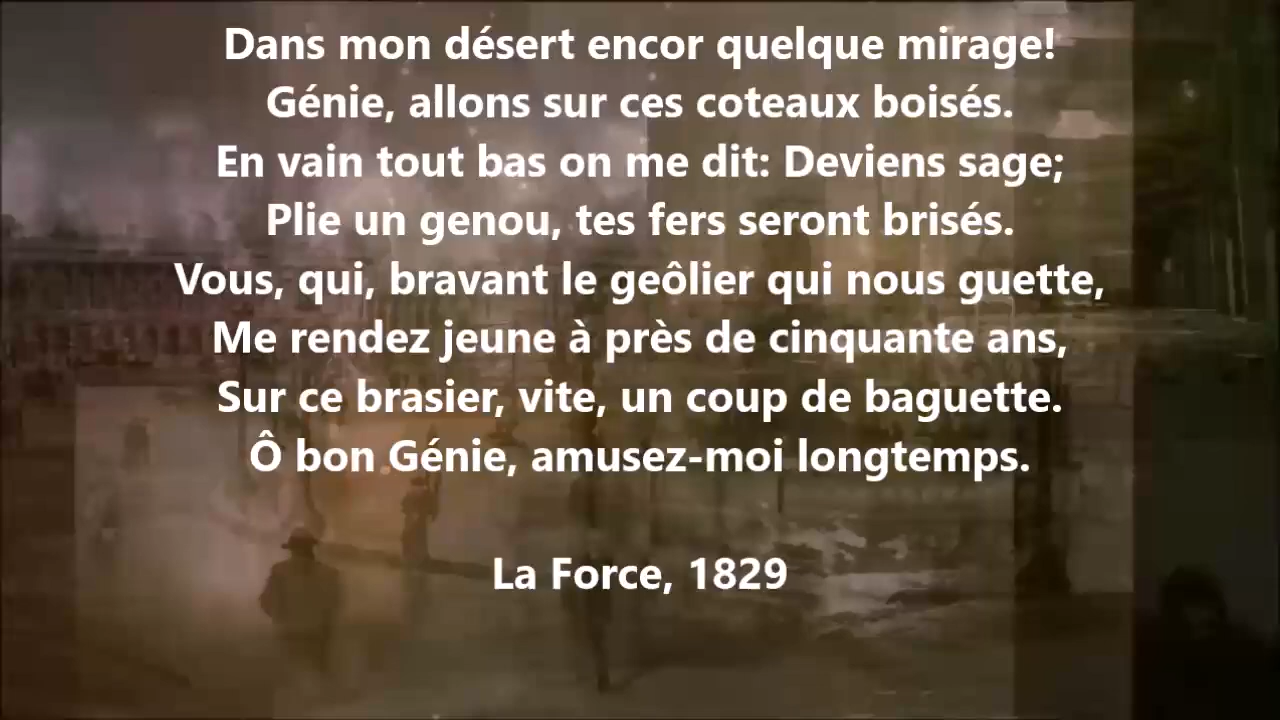 Dans mon désert encor quelque mirage!
Génie, allons sur ces coteaux boisés.
En vain tout bas on me dit: Deviens sage;
Plie un genou, tes fers seront brisés.
Vous, qui, bravant le geôlier qui nous guette,
Me rendez jeune à près de cinquante ans,
Sur ce brasier, vite, un coup de baguette.
Ô bon Génie, amusez-moi longtemps.
La Force, 1829